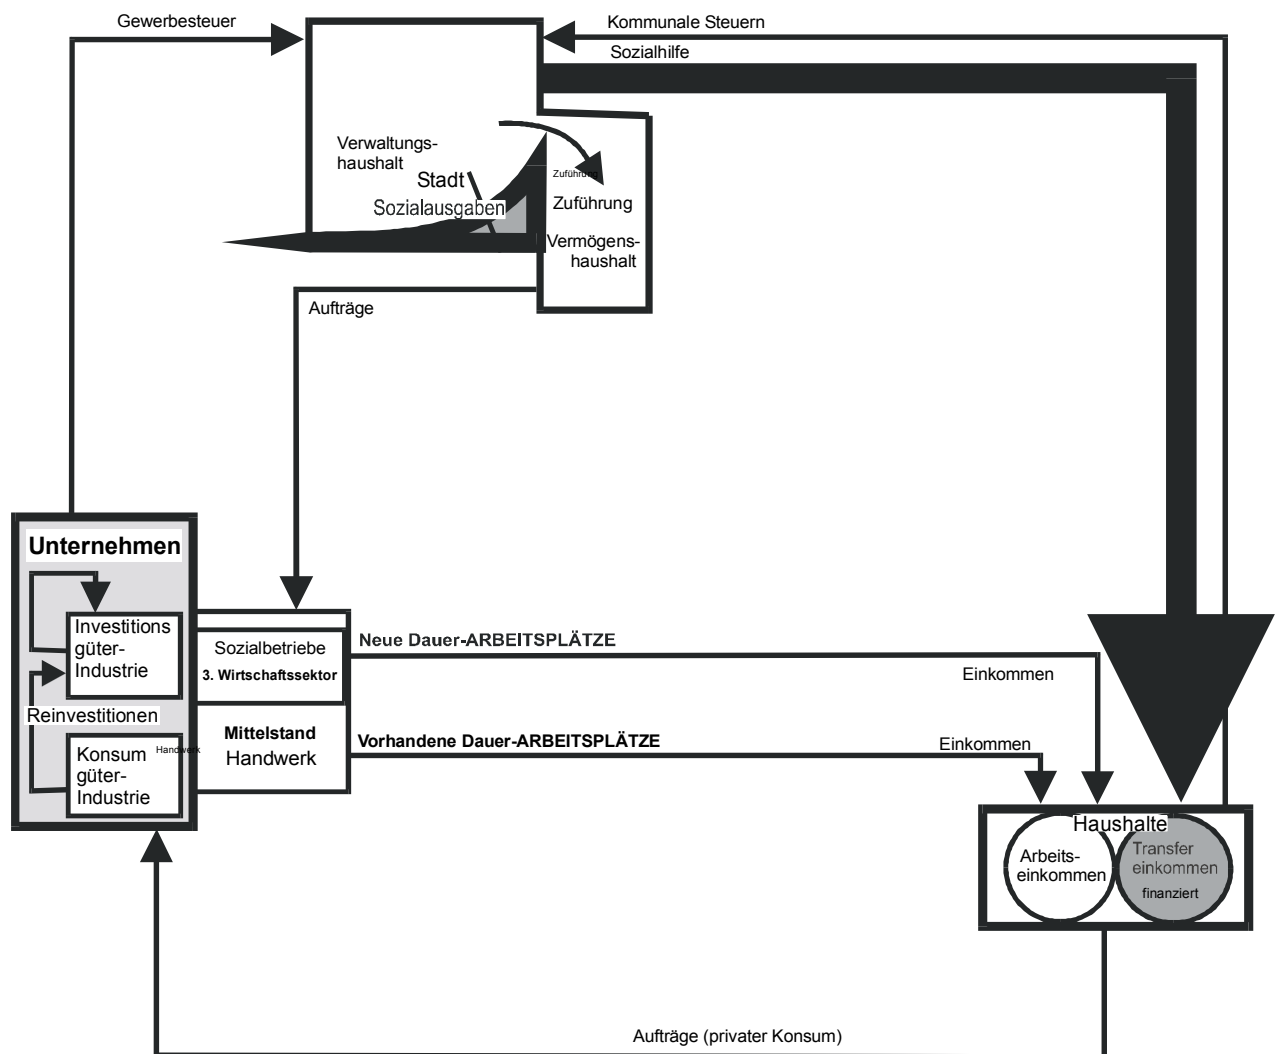 Gewerbesteuer
Kommunale Steuern
Sozialhilfe
Verwaltungs-
haushalt
Stadt
Sozialausgaben
Zuführung
Zuführung
Vermögens-
haushalt
Aufträge
Unternehmen
Investitions
güter-
Industrie
Reinvestitionen
Konsum
güter-
Industrie
Handwerk
Sozialbetriebe
3. Wirtschaftssektor
Mittelstand
Handwerk
Neue Dauer-ARBEITSPLÄTZE
Einkommen
Vorhandene Dauer-ARBEITSPLÄTZE
Einkommen
Haushalte
Arbeits-
einkommen
Transfer
einkommen
finanziert
Aufträge (privater Konsum)